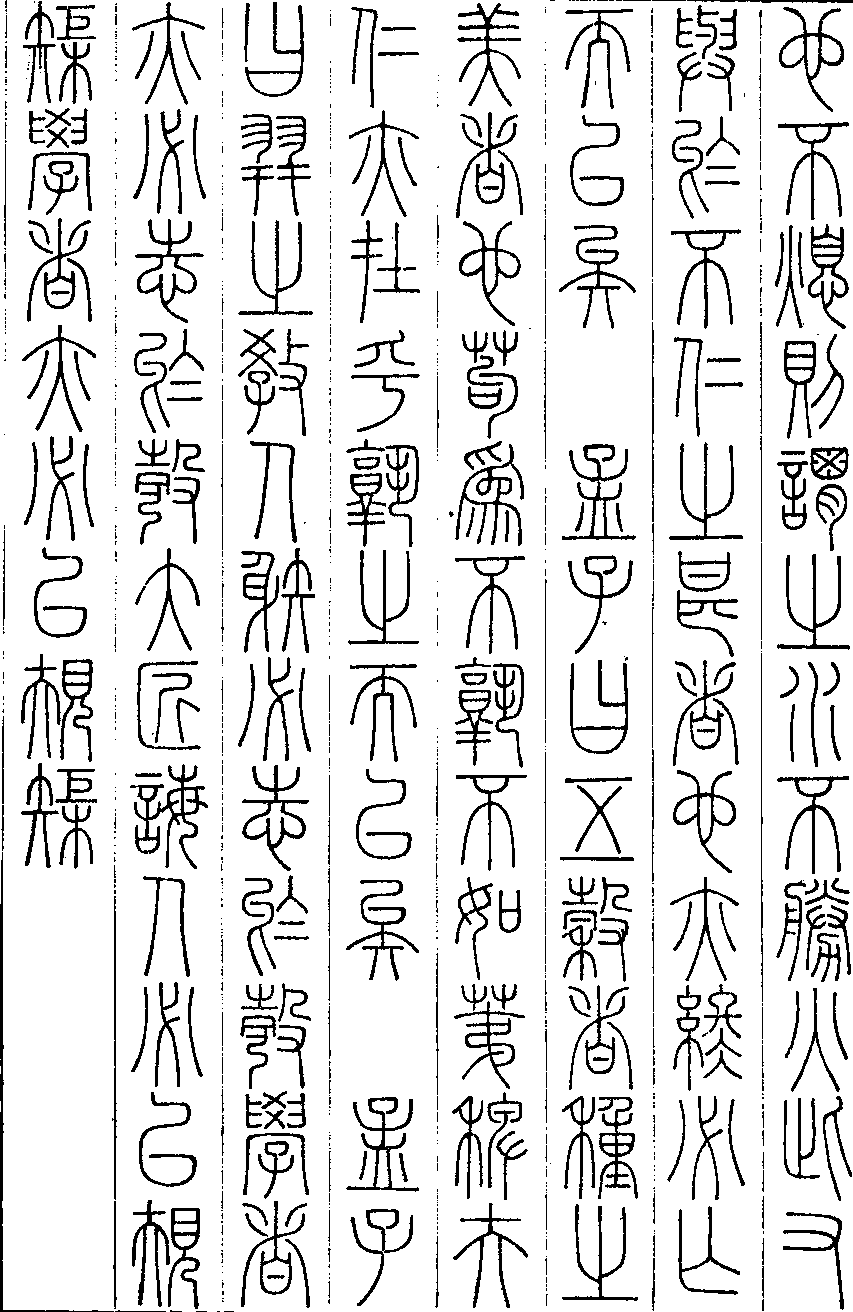 也不熄則謂之水不勝火此又
與於不仁之甚者也亦終必亡
而已矣　孟子曰五穀者種之
美者也苟為不孰不如荑稗夫
仁亦在乎孰之而已矣　孟子
曰羿之教人射必志於彀學者
亦必志於彀大匠誨人必以規
榘學者亦必以規榘